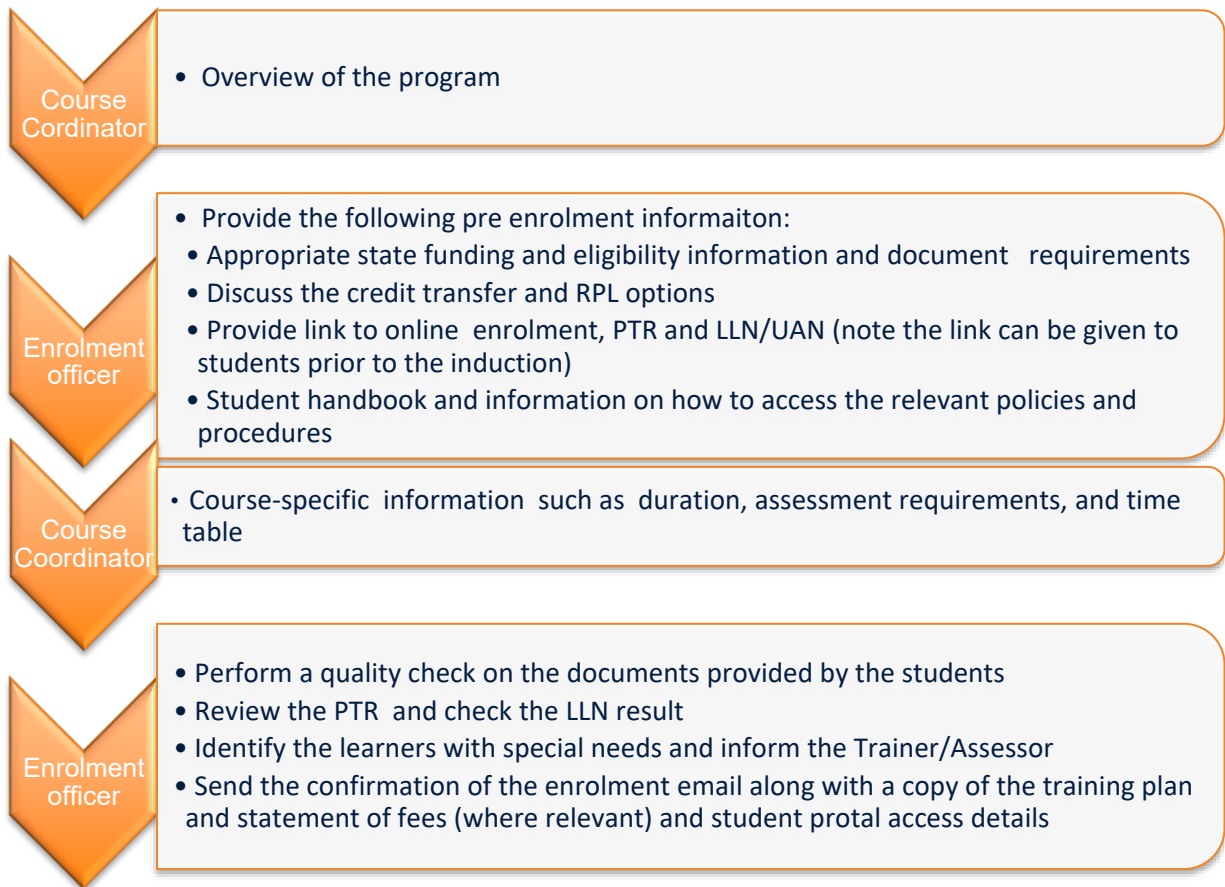 Course
Cordinator
• Overview of the program
Enrolment
officer
• Provide the following pre enrolment informaiton:
• Appropriate state funding and eligibility information and document requirements
• Discuss the credit transfer and RPL options
• Provide link to online enrolment, PTR and LLN/UAN (note the link can be given to
students prior to the induction)
• Student handbook and information on how to access the relevant policies and
procedures
Course
Coordinator
• Course-specific information such as duration, assessment requirements, and time
table
Enrolment
officer
• Perform a quality check on the documents provided by the students
• Review the PTR and check the LLN result
• Identify the learners with special needs and inform the Trainer/Assessor
• Send the confirmation of the enrolment email along with a copy of the training plan
and statement of fees (where relevant) and student protal access details